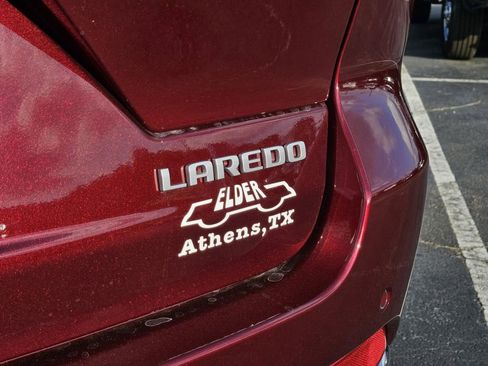 LAREDO
ELDER
Athens, TX